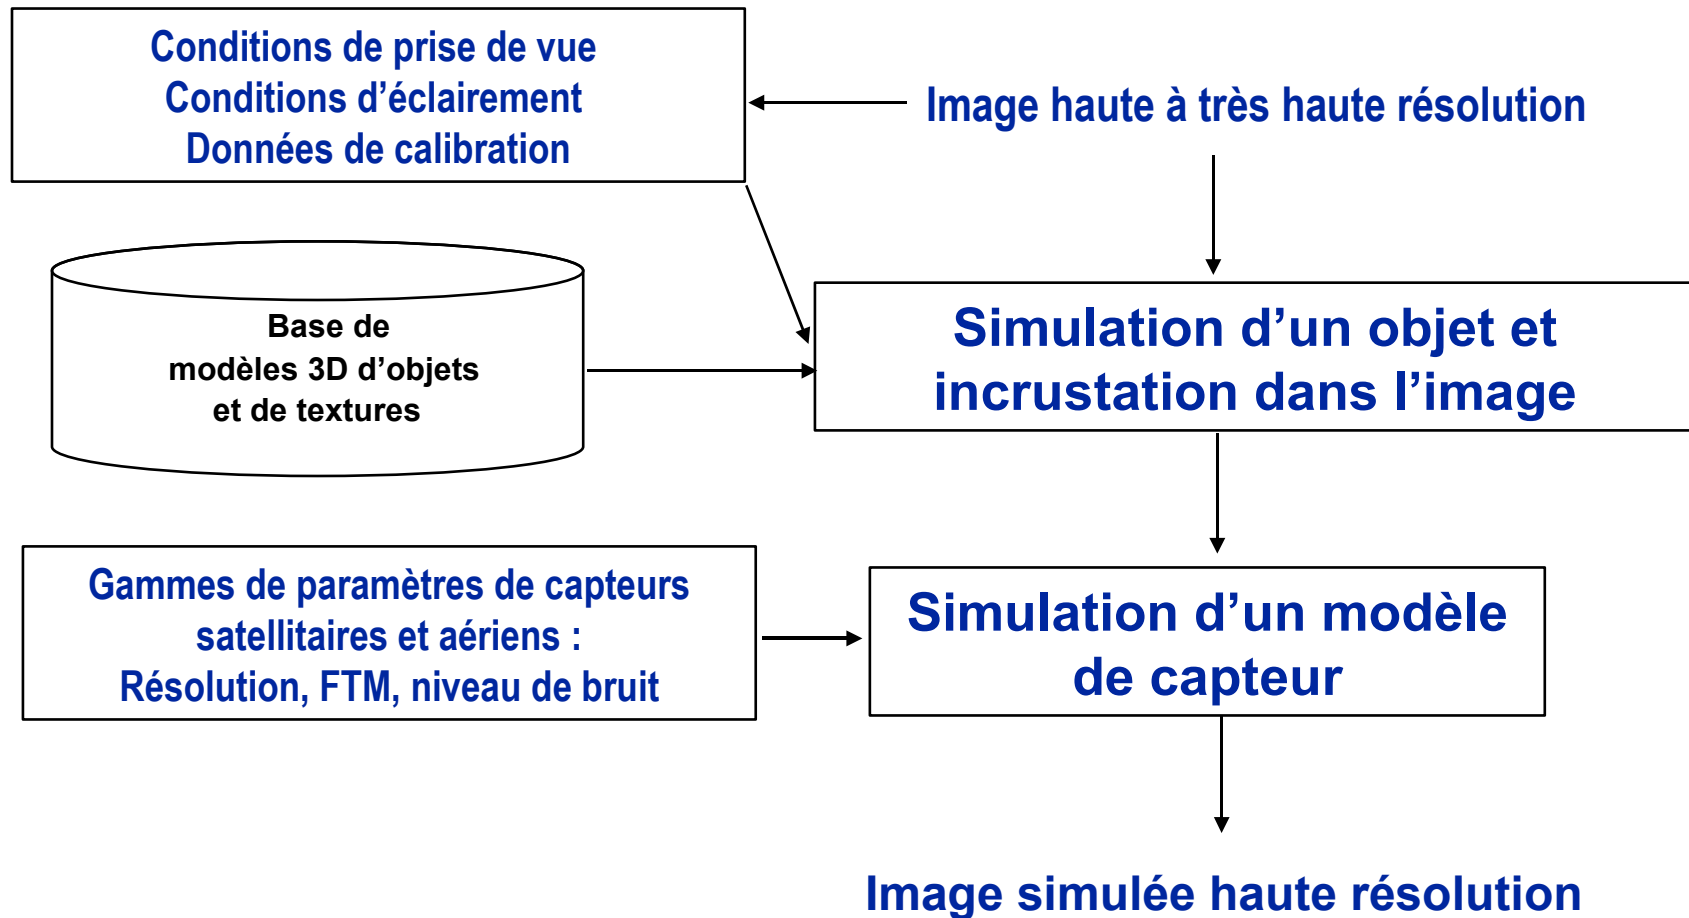 Conditions de prise de vue
Conditions d’éclairement
Données de calibration
Image haute à très haute résolution
Base de
modèles 3D d’objets
et de textures
Simulation d’un objet et
incrustation dans l’image
Gammes de paramètres de capteurs
satellitaires et aériens :
Résolution, FTM, niveau de bruit
Simulation d’un modèle
de capteur
Image simulée haute résolution